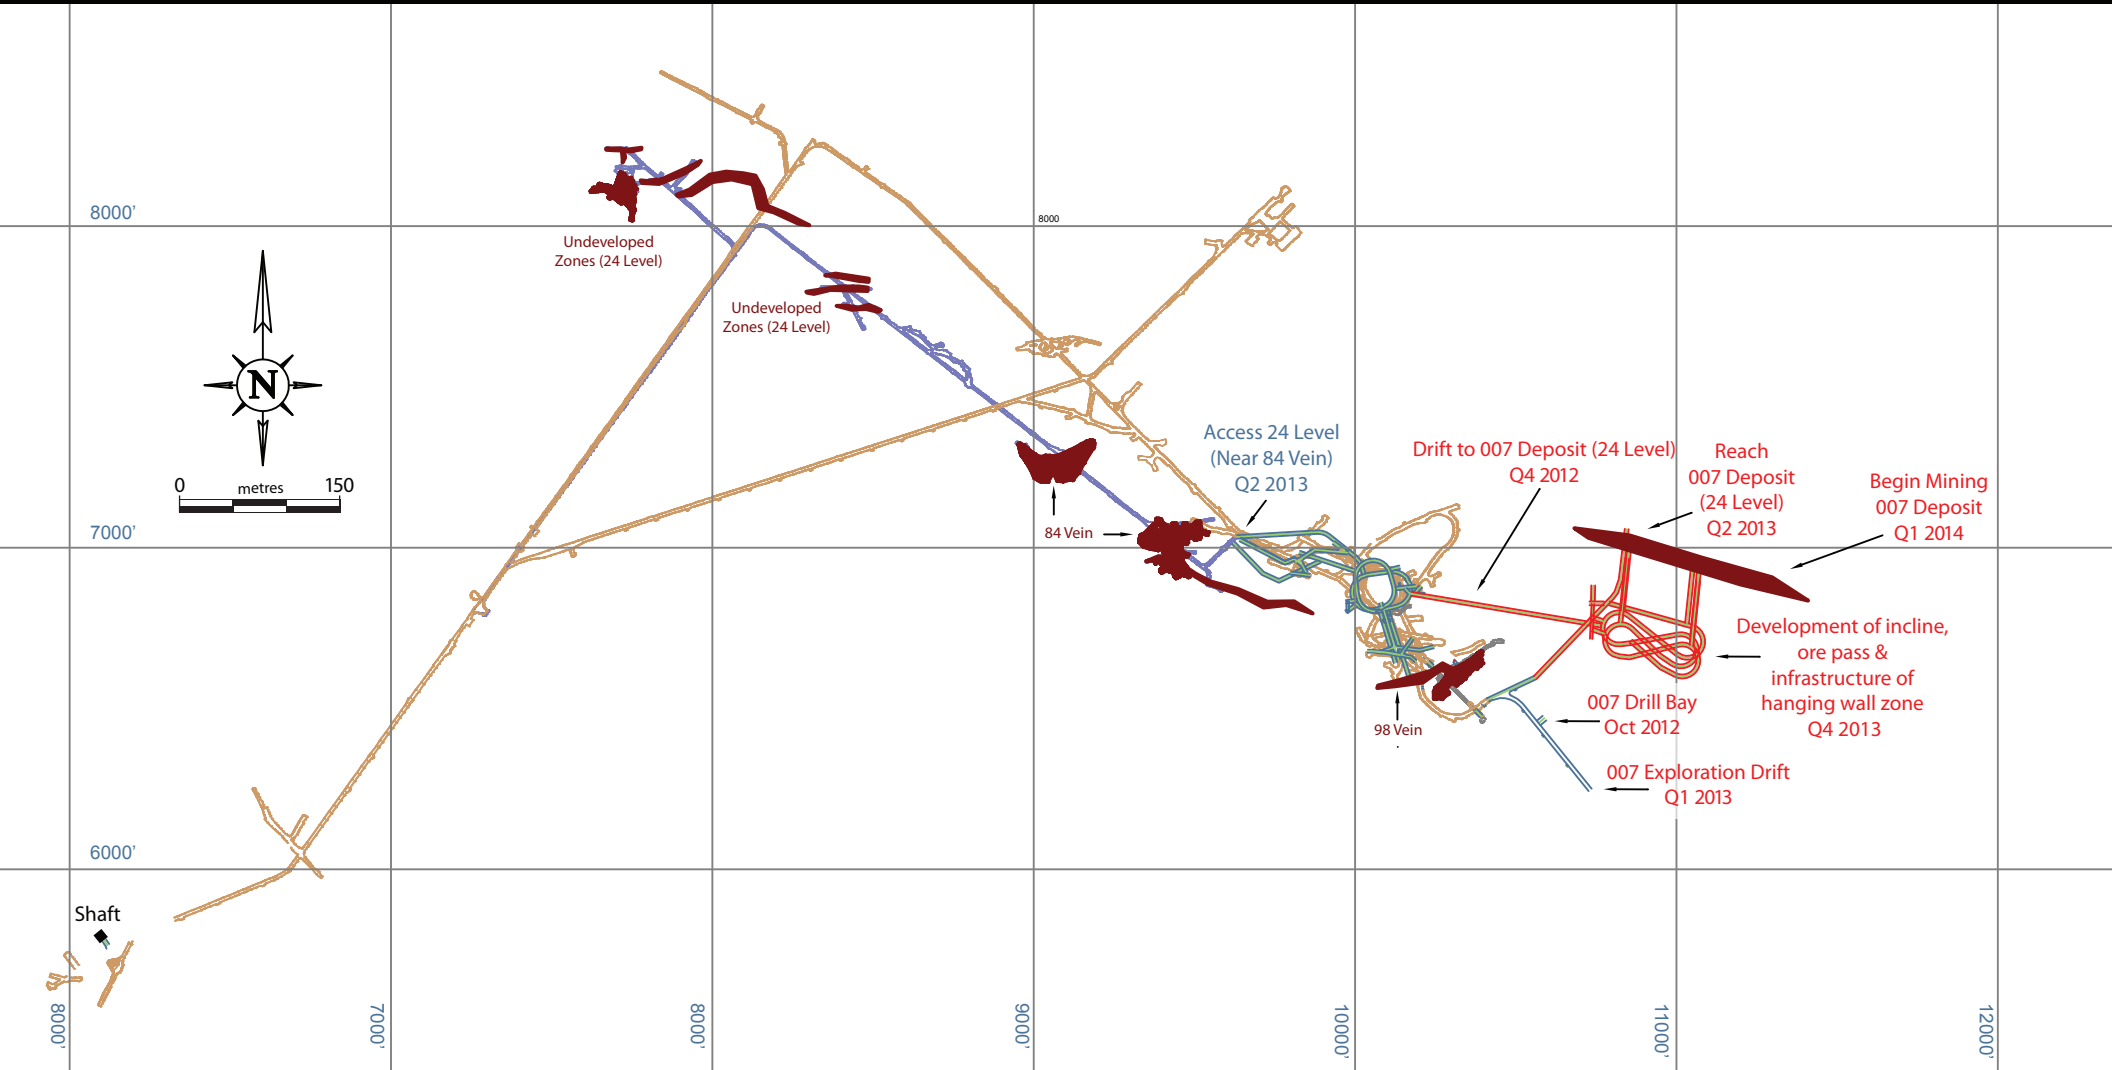 8000’
8000
Undeveloped
Zones (24 Level)
Undeveloped
Zones (24 Level)
N
0 metres 150
7000’
84 Vein
Access 24 Level
(Near 84 Vein)
Q2 2013
Drift to 007 Deposit (24 Level)
Q4 2012
Reach
007 Deposit
(24 Level)
Q2 2013
Begin Mining
007 Deposit
Q1 2014
84 Vein
Development of incline,
ore pass &
infrastructure of
hanging wall zone
Q4 2013
007 Drill Bay
Oct 2012
98 Vein
007 Exploration Drift
Q1 2013
6000’
Shaft
8000’
7000’
8000’
9000’
10000’
11000’
12000’